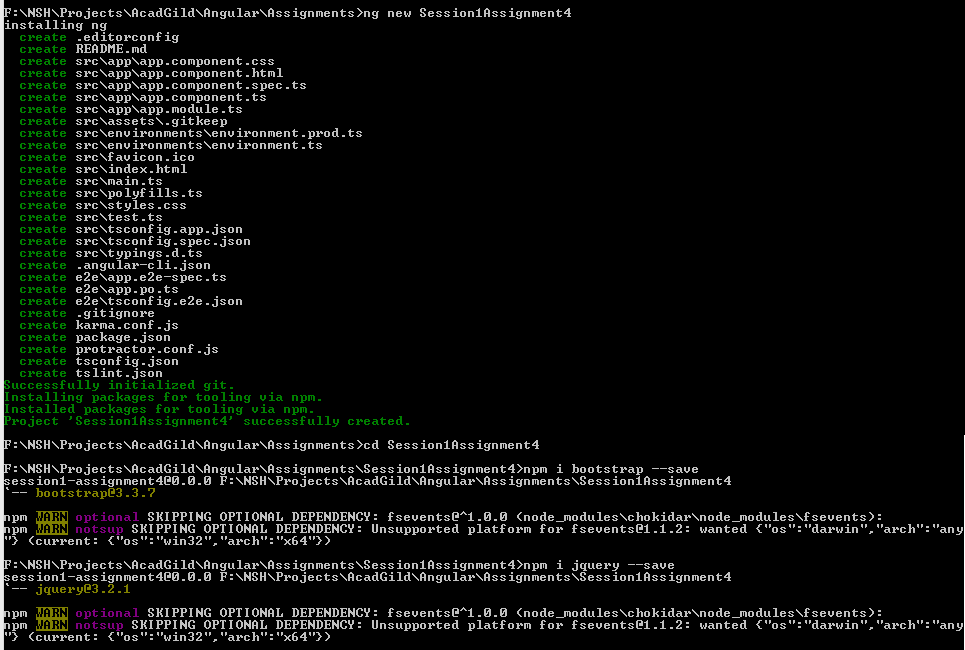 F:\NSH\Projects\AcadGild\Angular\Assignments>ng new Session1Assignment4
installing ng
  create .editorconfig
  create README.md
  create src\app\app.component.css
  create src\app\app.component.html
  create src\app\app.component.spec.ts
  create src\app\app.component.ts
  create src\app\app.module.ts
  create src\assets\.gitkeep
  create src\environments\environment.prod.ts
  create src\environments\environment.ts
  create src\favicon.ico
  create src\index.html
  create src\main.ts
  create src\polyfills.ts
  create src\styles.css
  create src\test.ts
  create src\tsconfig.app.json
  create src\tsconfig.spec.json
  create src\typings.d.ts
  create .angular-cli.json
  create e2e\app.e2e-spec.ts
  create e2e\app.po.ts
  create e2e\tsconfig.e2e.json
  create .gitignore
  create karma.conf.js
  create package.json
  create protractor.conf.js
  create tsconfig.json
  create tslint.json
Successfully initialized git.
Installing packages for tooling via npm.
Installed packages for tooling via npm.
Project 'Session1Assignment4' successfully created.
F:\NSH\Projects\AcadGild\Angular\Assignments>cd Session1Assignment4
F:\NSH\Projects\AcadGild\Angular\Assignments\Session1Assignment4>npm i bootstrap --save
session1-assignment4@0.0.0 F:\NSH\Projects\AcadGild\Angular\Assignments\Session1Assignment4
`-- bootstrap@3.3.7
npm WARN optional SKIPPING OPTIONAL DEPENDENCY: fsevents@^1.0.0 (node_modules\chokidar\node_modules\fsevents):
npm WARN notsup SKIPPING OPTIONAL DEPENDENCY: Unsupported platform for fsevents@1.1.2: wanted {"os":"darwin","arch":"any
"} (current: {"os":"win32","arch":"x64"})
F:\NSH\Projects\AcadGild\Angular\Assignments\Session1Assignment4>npm i jquery --save
session1-assignment4@0.0.0 F:\NSH\Projects\AcadGild\Angular\Assignments\Session1Assignment4
`-- jquery@3.2.1
npm WARN optional SKIPPING OPTIONAL DEPENDENCY: fsevents@^1.0.0 (node_modules\chokidar\node_modules\fsevents):
npm WARN notsup SKIPPING OPTIONAL DEPENDENCY: Unsupported platform for fsevents@1.1.2: wanted {"os":"darwin","arch":"any
"} (current: {"os":"win32","arch":"x64"})